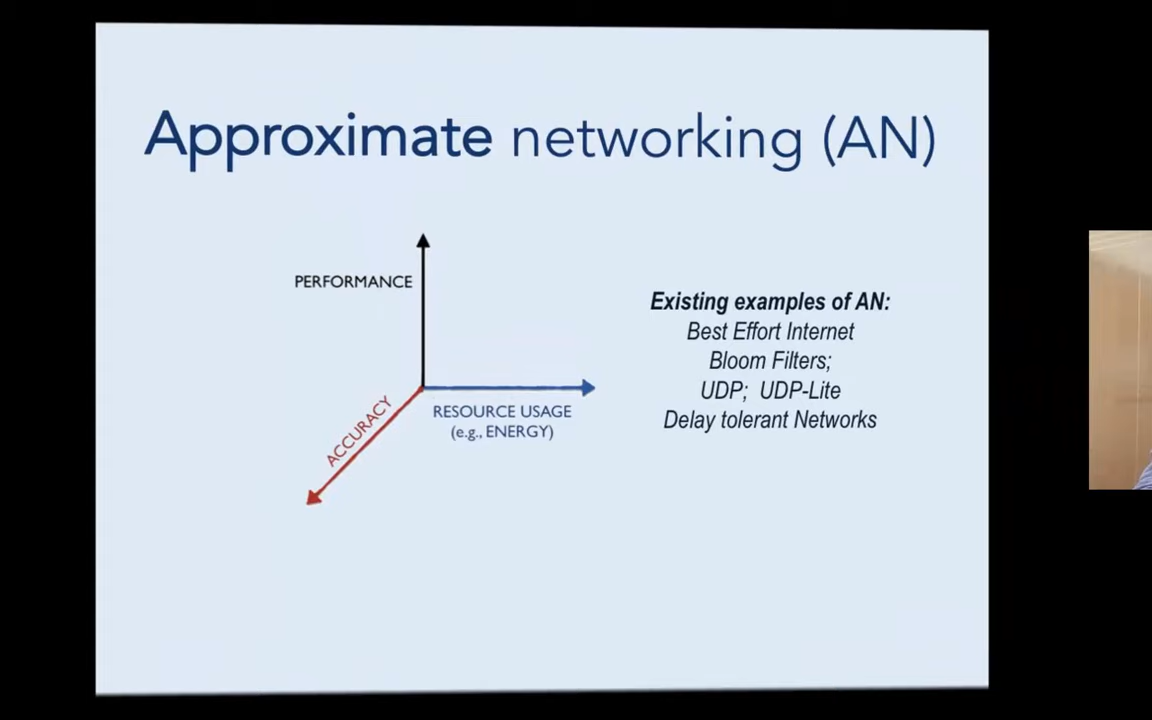 Approximate networking (AN)
PERFORMANCE
ACCURACY
RESOURCE USAGE
(e.g., ENERGY)
Existing examples of AN:
Best Effort Internet
Bloom Filters;
UDP; UDP-Lite
Delay tolerant Networks